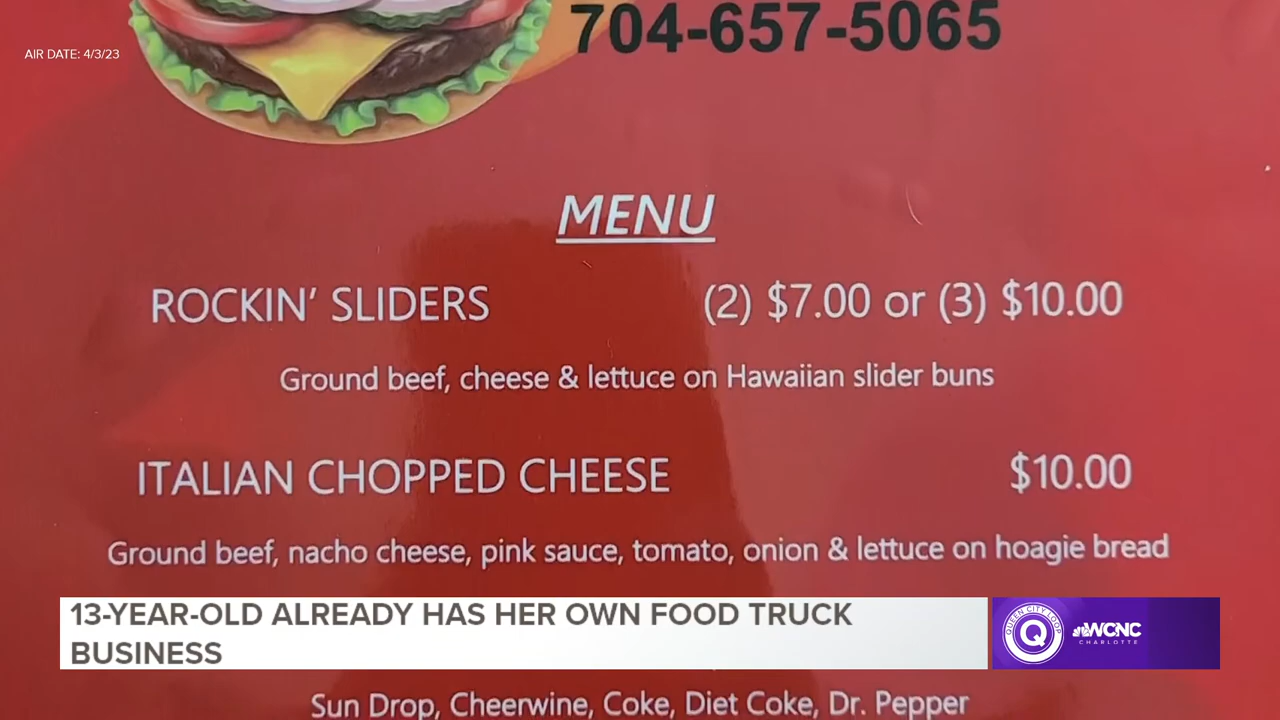 704-657-5065
AIR DATE: 4/3/23
MENU
ROCKIN' SLIDERS (2) $7.00 or (3) $10.00
Ground beef, cheese & lettuce on Hawaiian slider buns
ITALIAN CHOPPED CHEESE $10.00
Ground beef, nacho cheese, pink sauce, tomato, onion & lettuce on hoagie bread
13-YEAR-OLD ALREADY HAS HER OWN FOOD TRUCK
BUSINESS
QUEEN CITY LOOP
Q
WCNC
CHARLOTTE
Sun Drop, Cheerwine, Coke, Diet Coke, Dr. Pepper